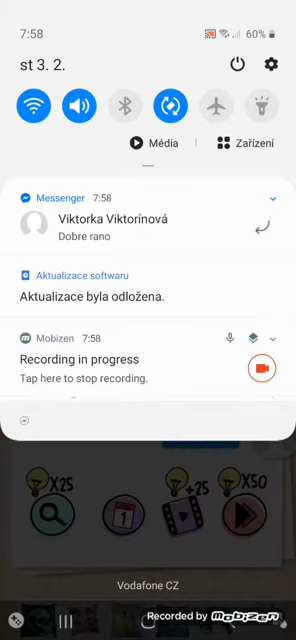 7:58
60%
st 3. 2.
Média
Zařízení
Messenger 7:58
Viktorka Viktorínová
Dobre rano
Aktualizace softwaru
Aktualizace byla odložena.
Mobizen 7:58
Recording in progress
Tap here to stop recording.
X25
+25
X50
1
Vodafone CZ
Recorded by mobizen